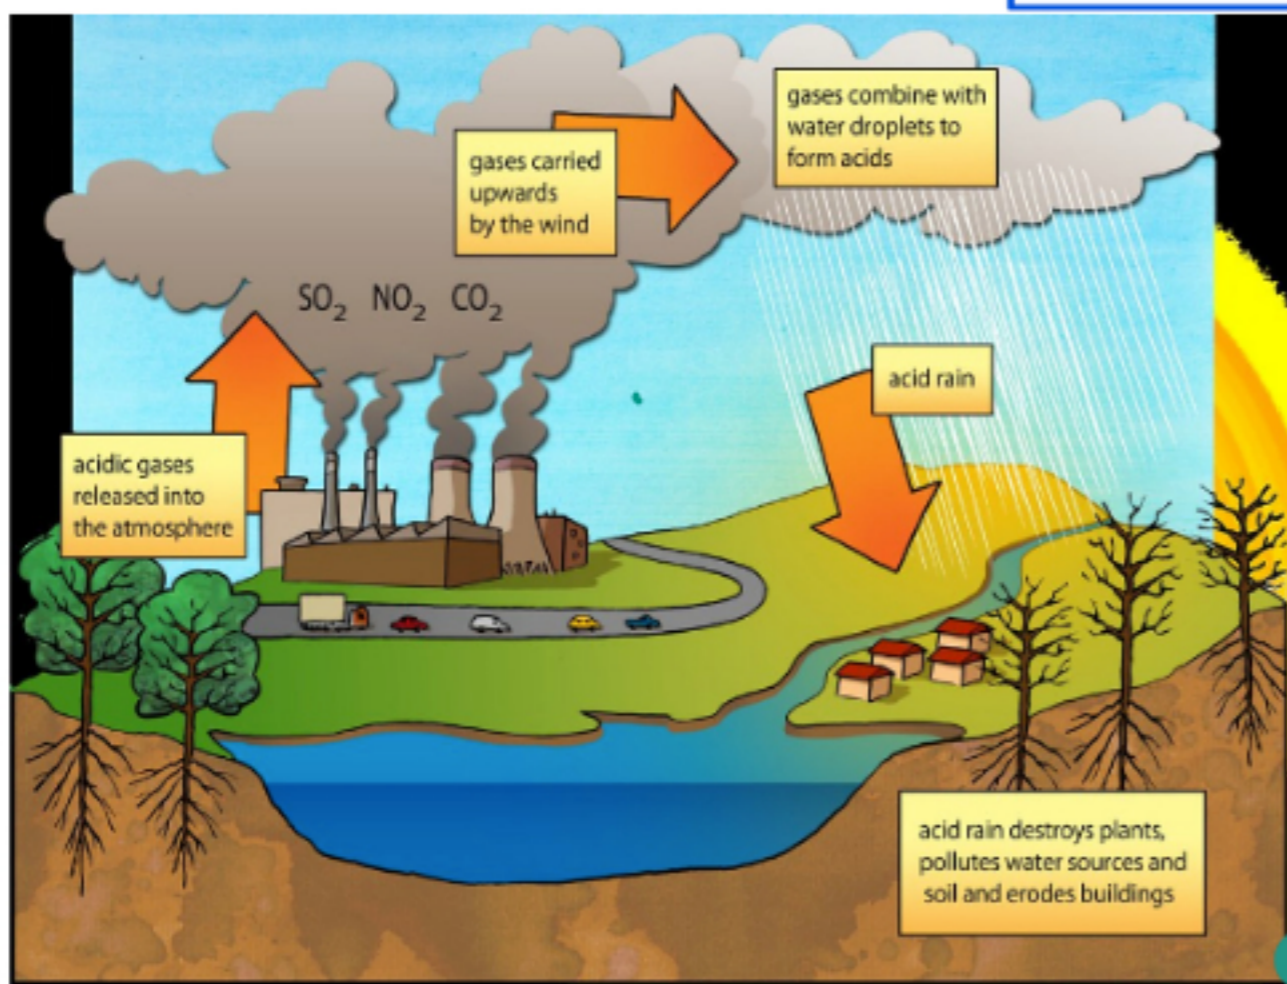 gases combine with
water droplets to
form acids
gases carried
upwards
by the wind
SO₂ NO₂ CO₂
acid rain
acidic gases
released into
the atmosphere
acid rain destroys plants,
pollutes water sources and
soil and erodes buildings